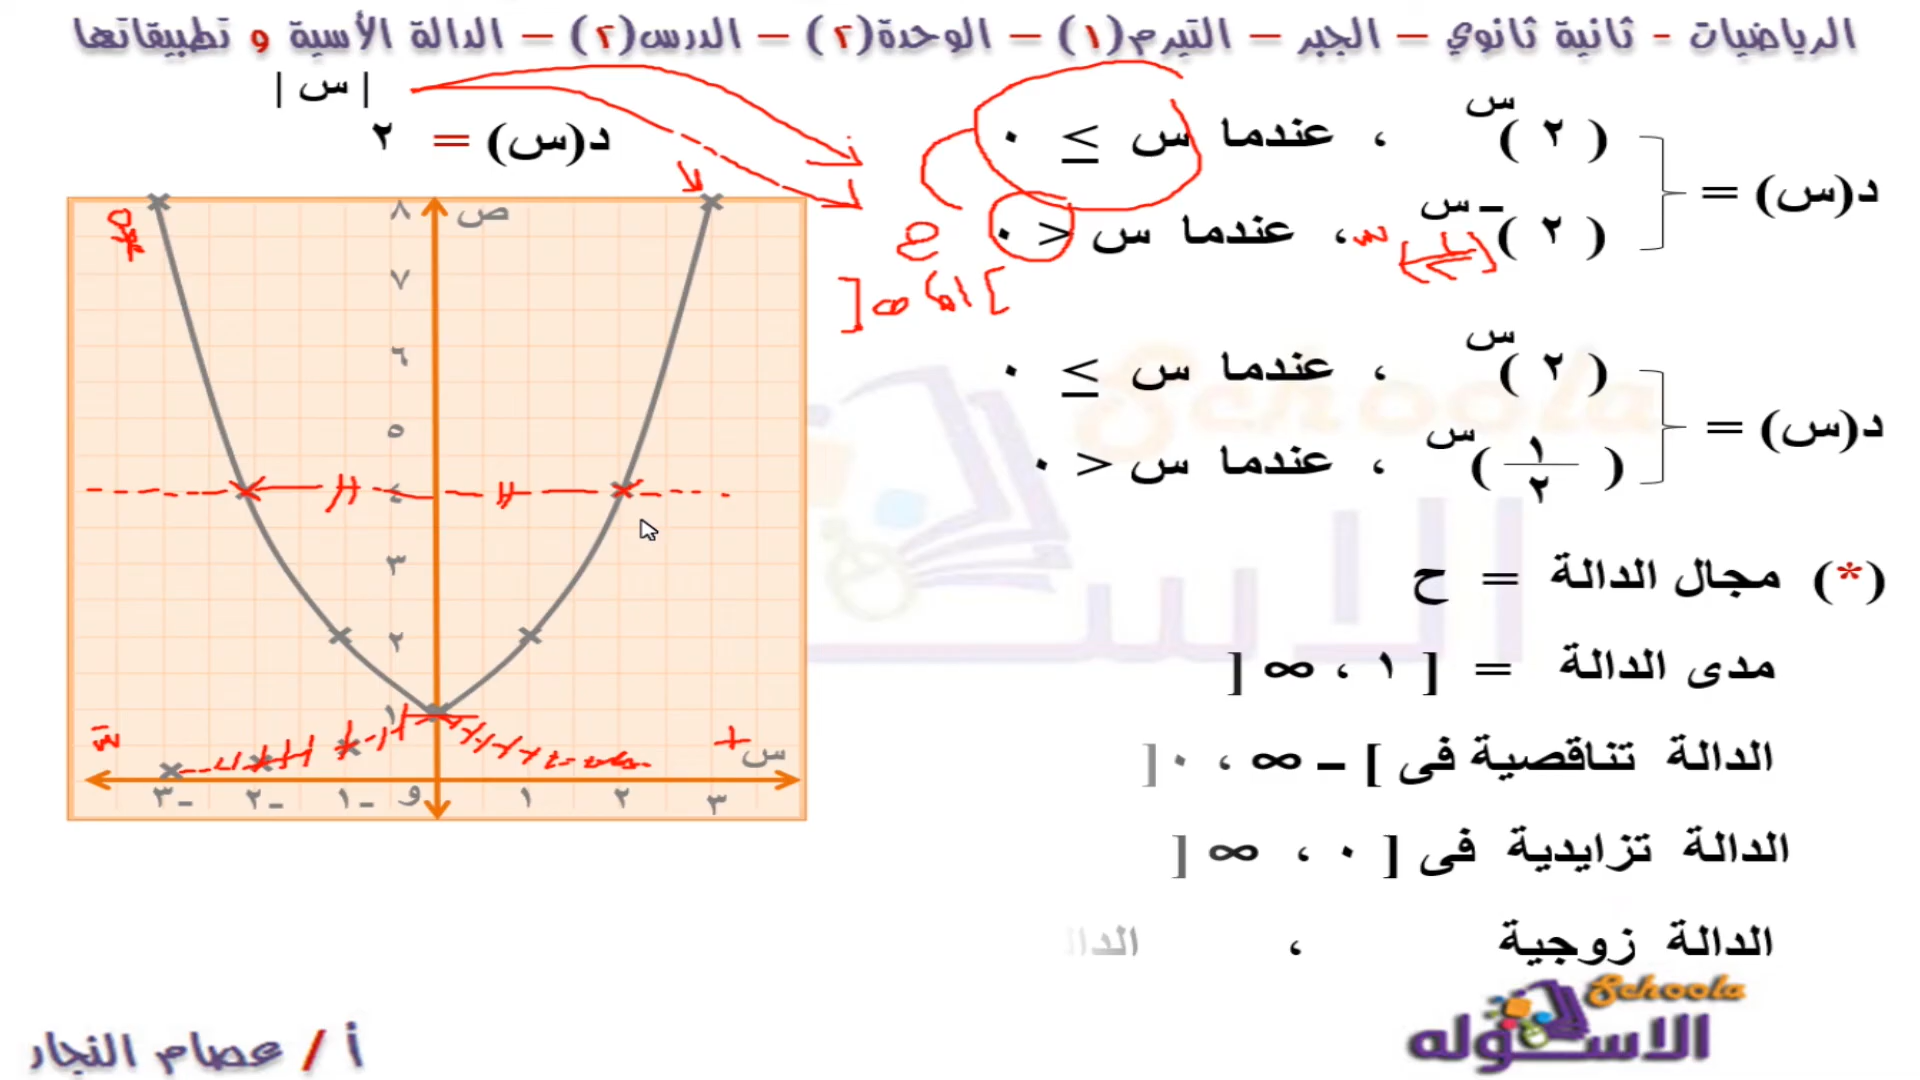 الرياضيات - ثانية ثانوي – الجبر – التيرم(١) – الوحدة(٢) – الدرس(٢) – الدالة الأسية و تطبيقاتها
د(س) = ٢ |س|
د(س) =
(٢)س ، عندما س ≥ ٠
(٢)–س ، عندما س < ٠
ع
[١،∞[
د(س) =
(٢)س ، عندما س ≥ ٠
(١/٢)س ، عندما س < ٠
(*) مجال الدالة = ح
مدى الدالة = [١ ، ∞[
الدالة تناقصية فى ]–∞ ، ٠[
الدالة تزايدية فى [٠ ، ∞[
الدالة زوجية ، الدا
ص
٨
٧
٦
٥
٤
٣
٢
١
س
–٣ –٢ –١ و ١ ٢ ٣
Schoola
الاسكوله
أ / عصام النجار